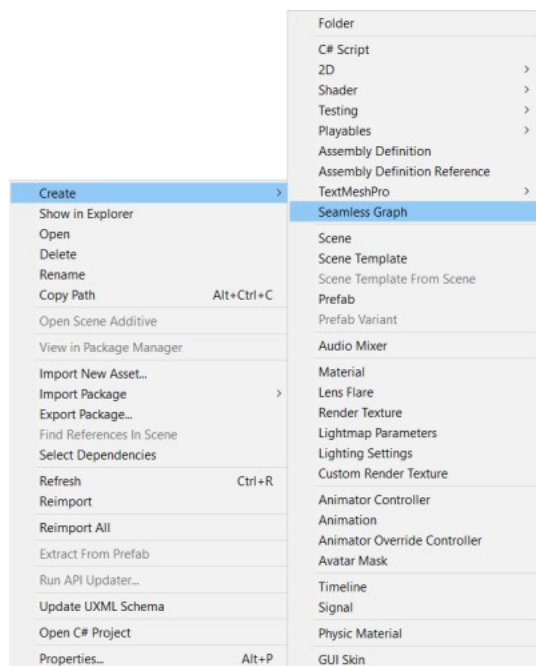 Create
Show in Explorer
Open
Delete
Rename
Copy Path Alt+Ctrl+C
Open Scene Additive
View in Package Manager
Import New Asset...
Import Package
Export Package...
Find References In Scene
Select Dependencies
Refresh Ctrl+R
Reimport
Reimport All
Extract From Prefab
Run API Updater...
Update UXML Schema
Open C# Project
Properties... Alt+P
Folder
C# Script
2D
Shader
Testing
Playables
Assembly Definition
Assembly Definition Reference
TextMeshPro
Seamless Graph
Scene
Scene Template
Scene Template From Scene
Prefab
Prefab Variant
Audio Mixer
Material
Lens Flare
Render Texture
Lightmap Parameters
Lighting Settings
Custom Render Texture
Animator Controller
Animation
Animator Override Controller
Avatar Mask
Timeline
Signal
Physic Material
GUI Skin